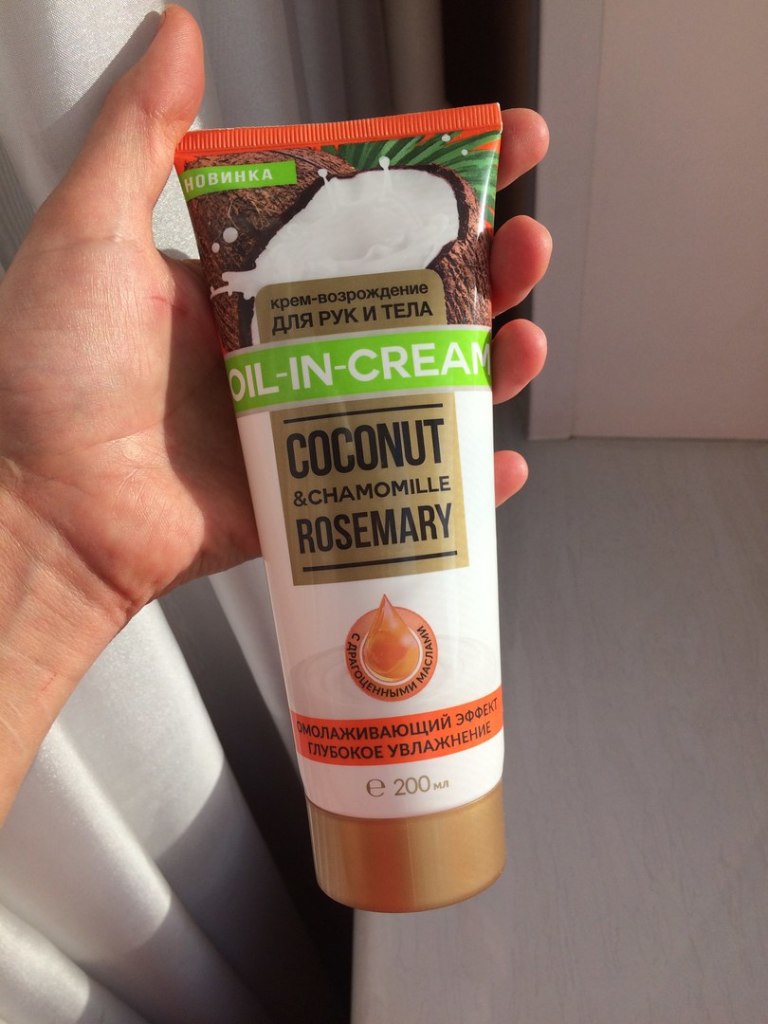 НОВИНКА
крем-возрождение
ДЛЯ РУК И ТЕЛА
OIL-IN-CREAM
COCONUT
&CHAMOMILLE
ROSEMARY
С ДРАГОЦЕННЫМИ МАСЛАМИ
ОМОЛАЖИВАЮЩИЙ ЭФФЕКТ
ГЛУБОКОЕ УВЛАЖНЕНИЕ
℮ 200 мл